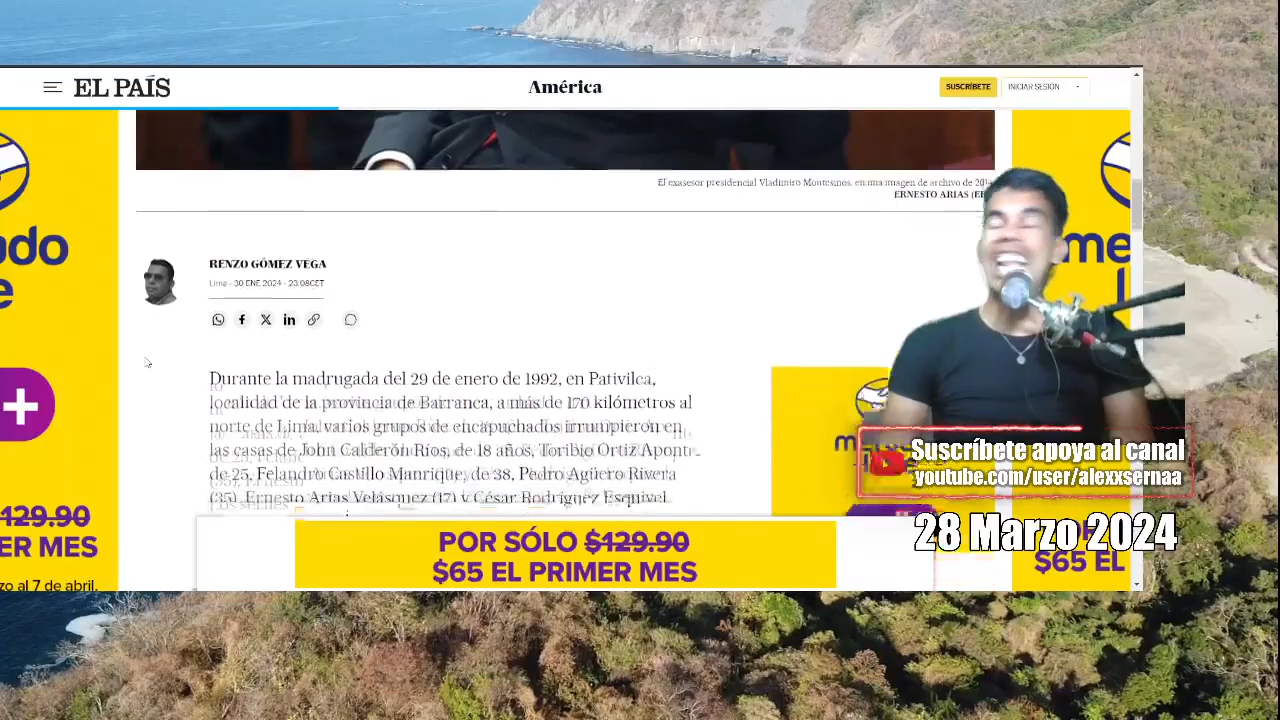 EL PAÍS
América
SUSCRÍBETE
INICIAR SESIÓN
El exasesor presidencial Vladimiro Montesinos, en una imagen de archivo de
ERNESTO ARIAS
RENZO GÓMEZ VEGA
Lima - 30 ENE 2024 - 23:08CET
Durante la madrugada del 29 de enero de 1992, en Pativilca,
localidad de la provincia de Barranca, a más de 170 kilómetros al
norte de Lima, varios grupos de encapuchados irrumpieron en
las casas de John Calderón Ríos, de 18 años, Toribio Ortiz Aponte
de 25, Felandro Castillo Manrique, de 38, Pedro Agüero Rivera
(35), Ernesto Arias Velásquez (17) y César Rodríguez Esquivel
ado
e
+
129.90
ER MES
zo al 7 de abril.
me
m
POR SÓLO $129.90
$65 EL PRIMER MES
Suscríbete apoya al canal
youtube.com/user/alexxsernaa
28 Marzo 2024
$65 EL